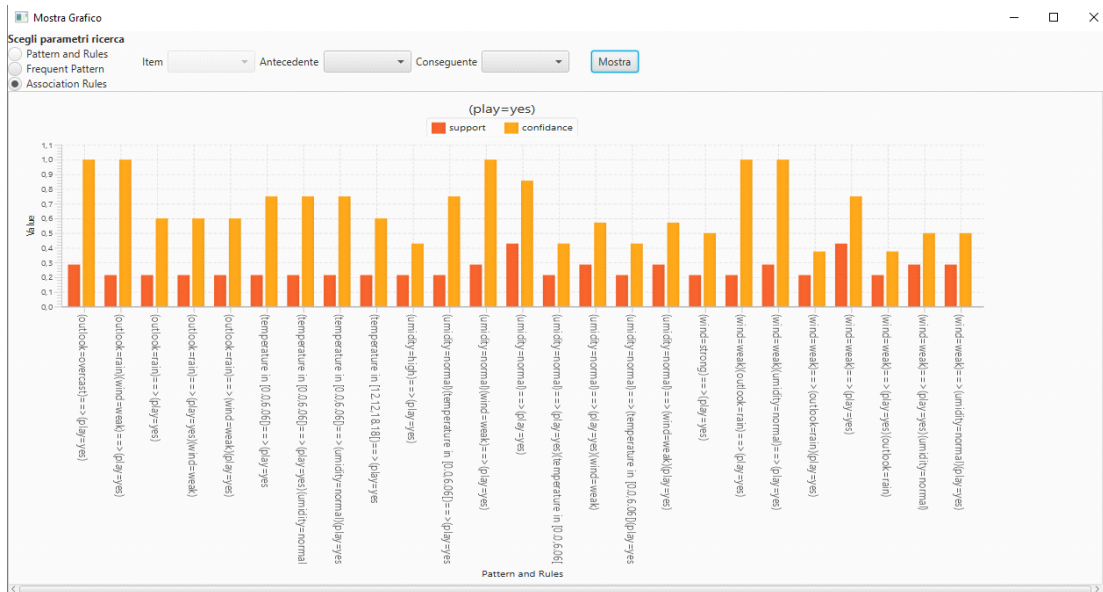 Mostra Grafico
Scegli parametri ricerca
Pattern and Rules
Frequent Pattern
Association Rules
Item
Antecedente
Conseguente
Mostra
(play=yes)
support
confidance
Value
1,1
1,0
0,9
0,8
0,7
0,6
0,5
0,4
0,3
0,2
0,1
0,0
(outlook=overcast)==>(play=yes)
(outlook=rain)(wind=weak)==>(play=yes)
(outlook=rain)==>(play=yes)
(outlook=rain)==>(play=yes)(wind=weak)
(outlook=rain)==>(wind=weak)(play=yes)
(temperature in [0.0,6.06[)==>(play=yes
(temperature in [0.0,6.06[)==>(play=yes)(umidity=normal
(temperature in [0.0,6.06[)==>(umidity=normal)(play=yes
(temperature in [12.12,18.18[)==>(play=yes
(umidity=high)==>(play=yes)
(umidity=normal)(temperature in [0.0,6.06[)==>(play=yes
(umidity=normal)(wind=weak)==>(play=yes)
(umidity=normal)==>(play=yes)
(umidity=normal)==>(play=yes)(temperature in [0.0,6.06[
(umidity=normal)==>(play=yes)(wind=weak)
(umidity=normal)==>(temperature in [0.0,6.06[)(play=yes
(umidity=normal)==>(wind=weak)(play=yes)
(wind=strong)==>(play=yes)
(wind=weak)(outlook=rain)==>(play=yes)
(wind=weak)(umidity=normal)==>(play=yes)
(wind=weak)==>(outlook=rain)(play=yes)
(wind=weak)==>(play=yes)
(wind=weak)==>(play=yes)(outlook=rain)
(wind=weak)==>(play=yes)(umidity=normal)
(wind=weak)==>(umidity=normal)(play=yes)
Pattern and Rules